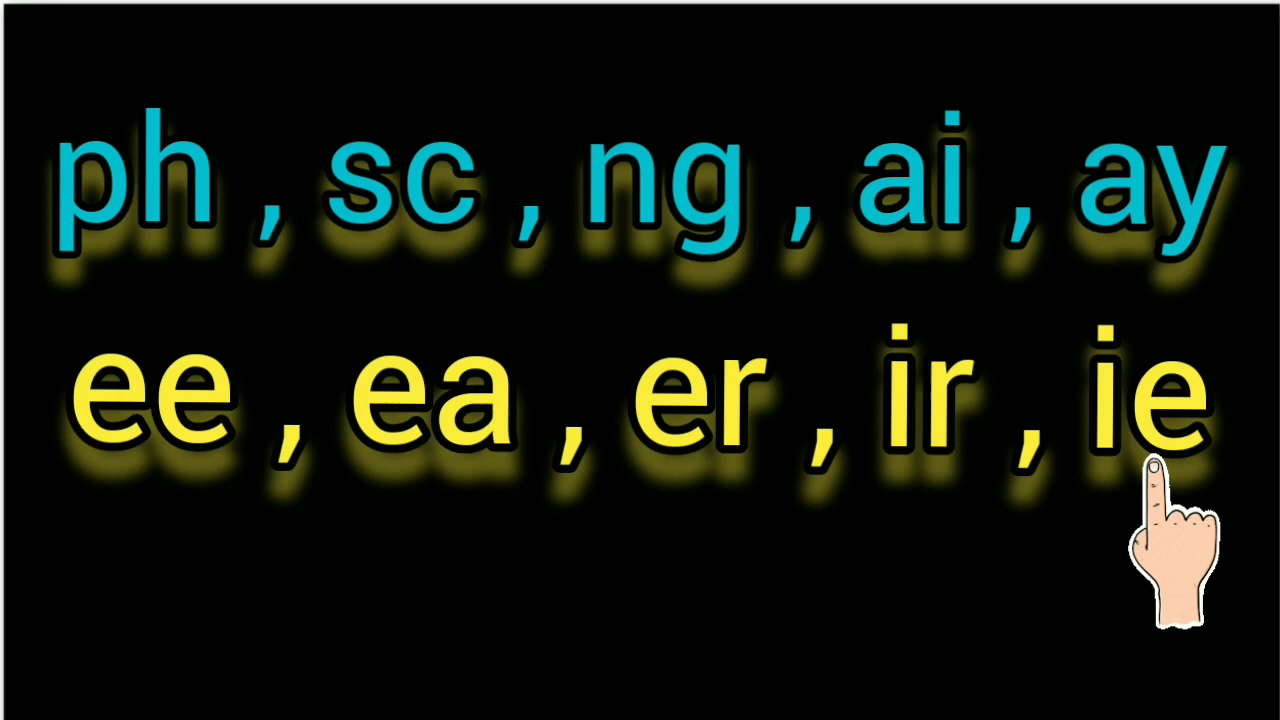 ph , sc , ng , ai , ay
ee , ea , er , ir , ie